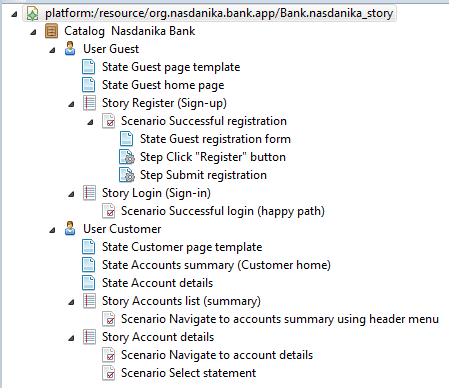 platform:/resource/org.nasdanika.bank.app/Bank.nasdanika_story
Catalog Nasdanika Bank
User Guest
State Guest page template
State Guest home page
Story Register (Sign-up)
Scenario Successful registration
State Guest registration form
Step Click "Register" button
Step Submit registration
Story Login (Sign-in)
Scenario Successful login (happy path)
User Customer
State Customer page template
State Accounts summary (Customer home)
State Account details
Story Accounts list (summary)
Scenario Navigate to accounts summary using header menu
Story Account details
Scenario Navigate to account details
Scenario Select statement